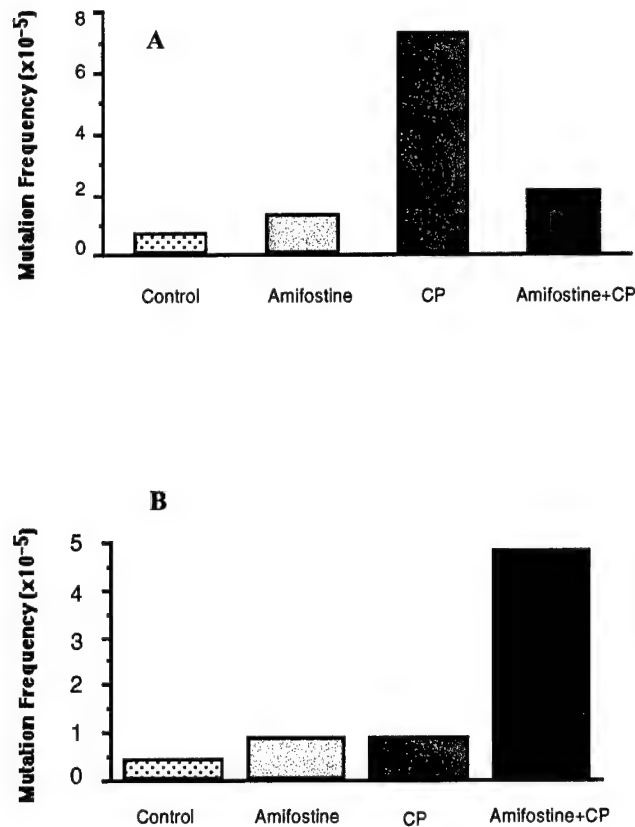 A
Mutation Frequency (x10⁻⁵)
8
6
4
2
0
Control Amifostine CP Amifostine+CP
B
Mutation Frequency (x10⁻⁵)
5
4
3
2
1
0
Control Amifostine CP Amifostine+CP